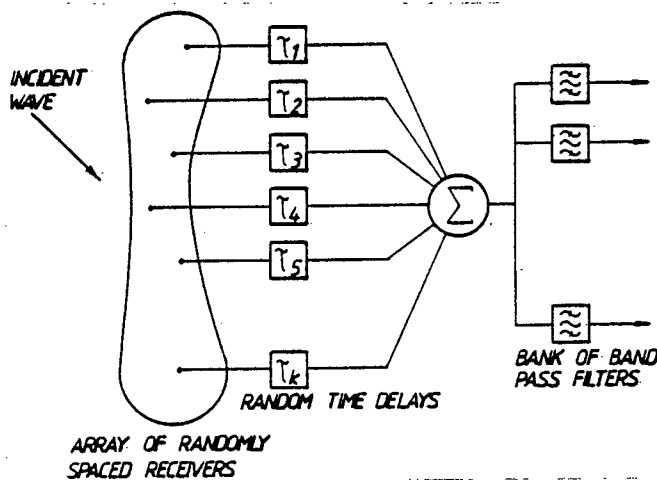 INCIDENT
WAVE
τ1
τ2
τ3
τ4
τ5
τk
Σ
RANDOM TIME DELAYS
BANK OF BAND
PASS FILTERS
ARRAY OF RANDOMLY
SPACED RECEIVERS